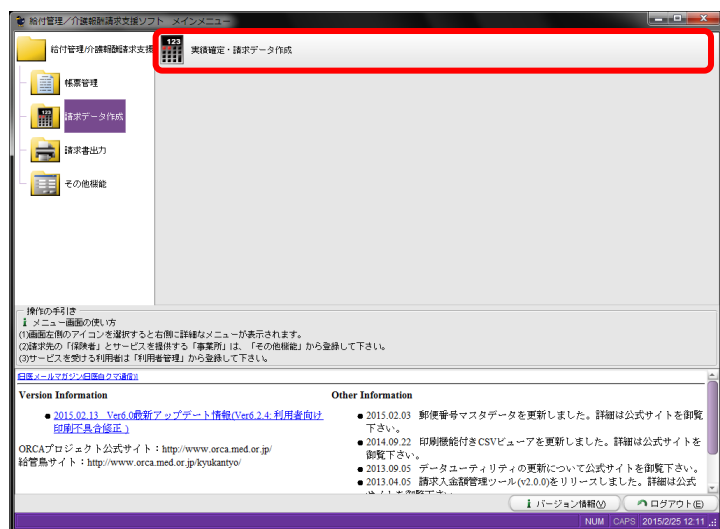 給付管理／介護報酬請求支援ソフト メインメニュー
給付管理/介護報酬請求支援
123
実績確定・請求データ作成
帳票管理
123
請求データ作成
請求書出力
その他機能
操作の手引き
i メニュー画面の使い方
(1)画面左側のアイコンを選択すると右側に詳細なメニューが表示されます。
(2)請求先の「保険者」とサービスを提供する「事業所」は、「その他機能」から登録して下さい。
(3)サービスを受ける利用者は「利用者管理」から登録して下さい。
日医メールマガジン(日医白クマ通信)
Version Information
● 2015.02.13 Ver6.0最新アップデート情報(Ver6.2.4: 利用者向け
印刷不具合修正 )
ORCAプロジェクト公式サイト：http://www.orca.med.or.jp/
給管鳥サイト：http://www.orca.med.or.jp/kyukantyo/
Other Information
● 2015.02.03 郵便番号マスタデータを更新しました。詳細は公式サイトを御覧
下さい。
● 2014.09.22 印刷機能付きCSVビューアを更新しました。詳細は公式サイトを
御覧下さい。
● 2013.09.05 データユーティリティの更新について公式サイトを御覧下さい。
● 2013.04.05 請求入金額管理ツール(v2.0.0)をリリースしました。詳細は公式
i バージョン情報(V)
ログアウト(E)
NUM CAPS 2015/2/25 12:11